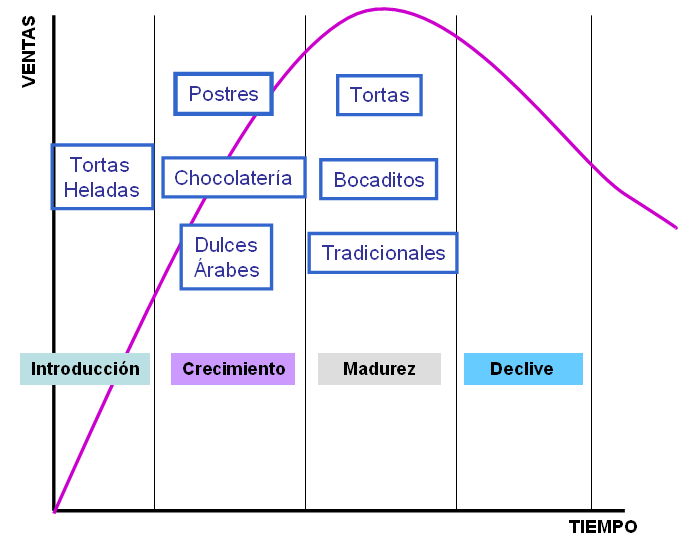 VENTAS
Postres
Tortas
Tortas
Heladas
Chocolatería
Bocaditos
Dulces
Árabes
Tradicionales
Introducción
Crecimiento
Madurez
Declive
TIEMPO